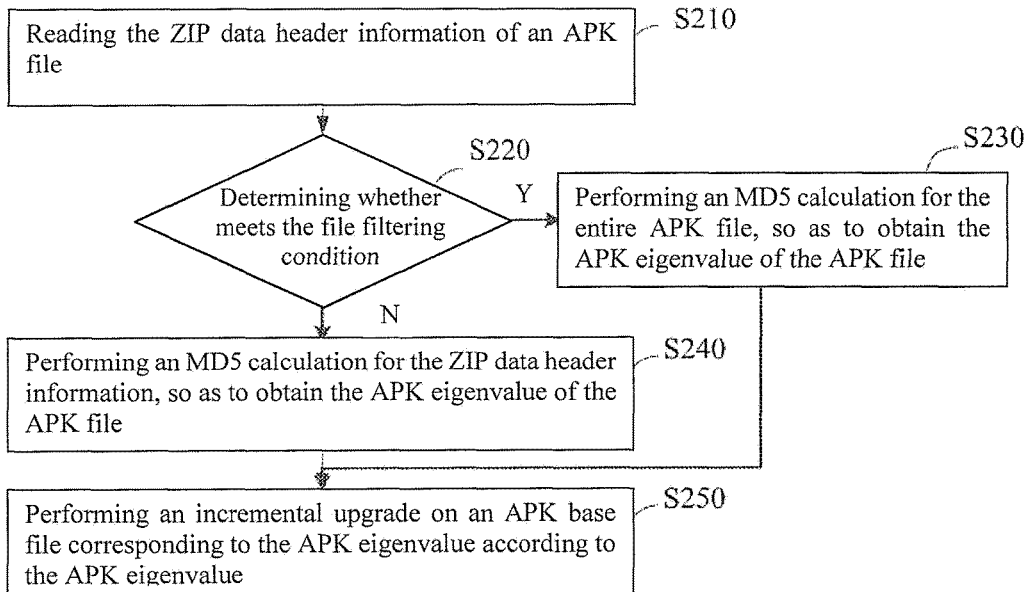 Reading the ZIP data header information of an APK
file
S210
S220
Determining whether
meets the file filtering
condition
Y
S230
Performing an MD5 calculation for the
entire APK file, so as to obtain the
APK eigenvalue of the APK file
N
S240
Performing an MD5 calculation for the ZIP data header
information, so as to obtain the APK eigenvalue of the
APK file
S250
Performing an incremental upgrade on an APK base
file corresponding to the APK eigenvalue according to
the APK eigenvalue